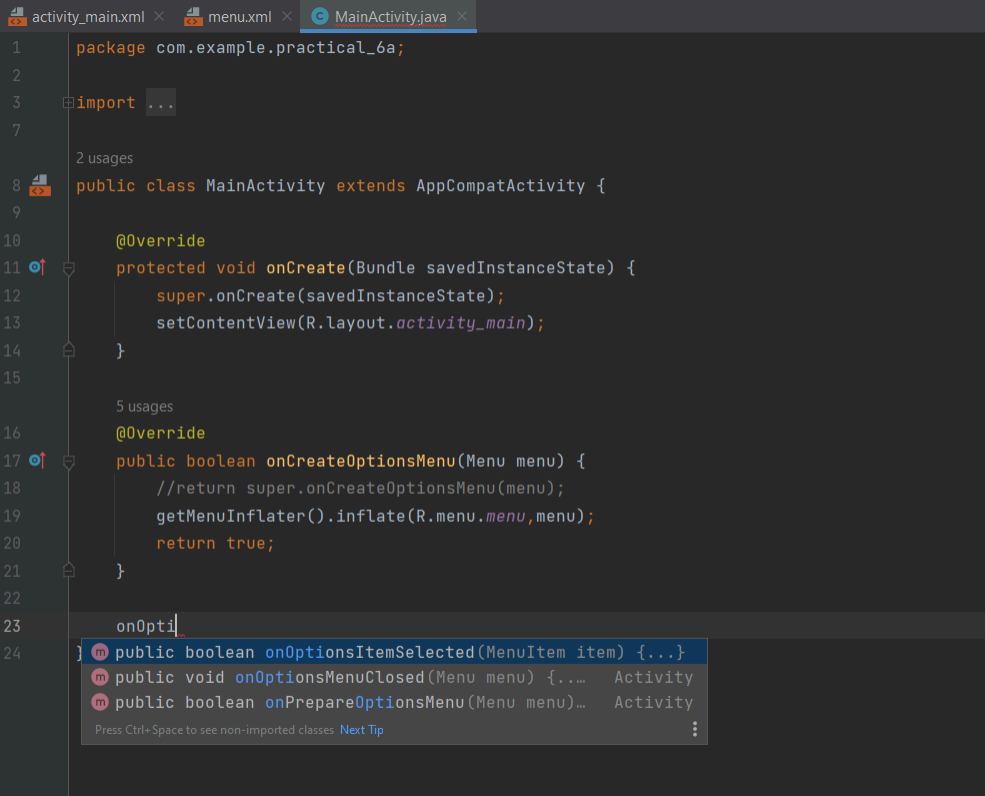 activity_main.xml menu.xml MainActivity.java
1 package com.example.practical_6a;
2
3 import ...
7
2 usages
8 public class MainActivity extends AppCompatActivity {
9
10 @Override
11 protected void onCreate(Bundle savedInstanceState) {
12 super.onCreate(savedInstanceState);
13 setContentView(R.layout.activity_main);
14 }
15
5 usages
16 @Override
17 public boolean onCreateOptionsMenu(Menu menu) {
18 //return super.onCreateOptionsMenu(menu);
19 getMenuInflater().inflate(R.menu.menu,menu);
20 return true;
21 }
22
23 onOpti
24 }
m public boolean onOptionsItemSelected(MenuItem item) {...}
m public void onOptionsMenuClosed(Menu menu) {..… Activity
m public boolean onPrepareOptionsMenu(Menu menu)… Activity
Press Ctrl+Space to see non-imported classes Next Tip